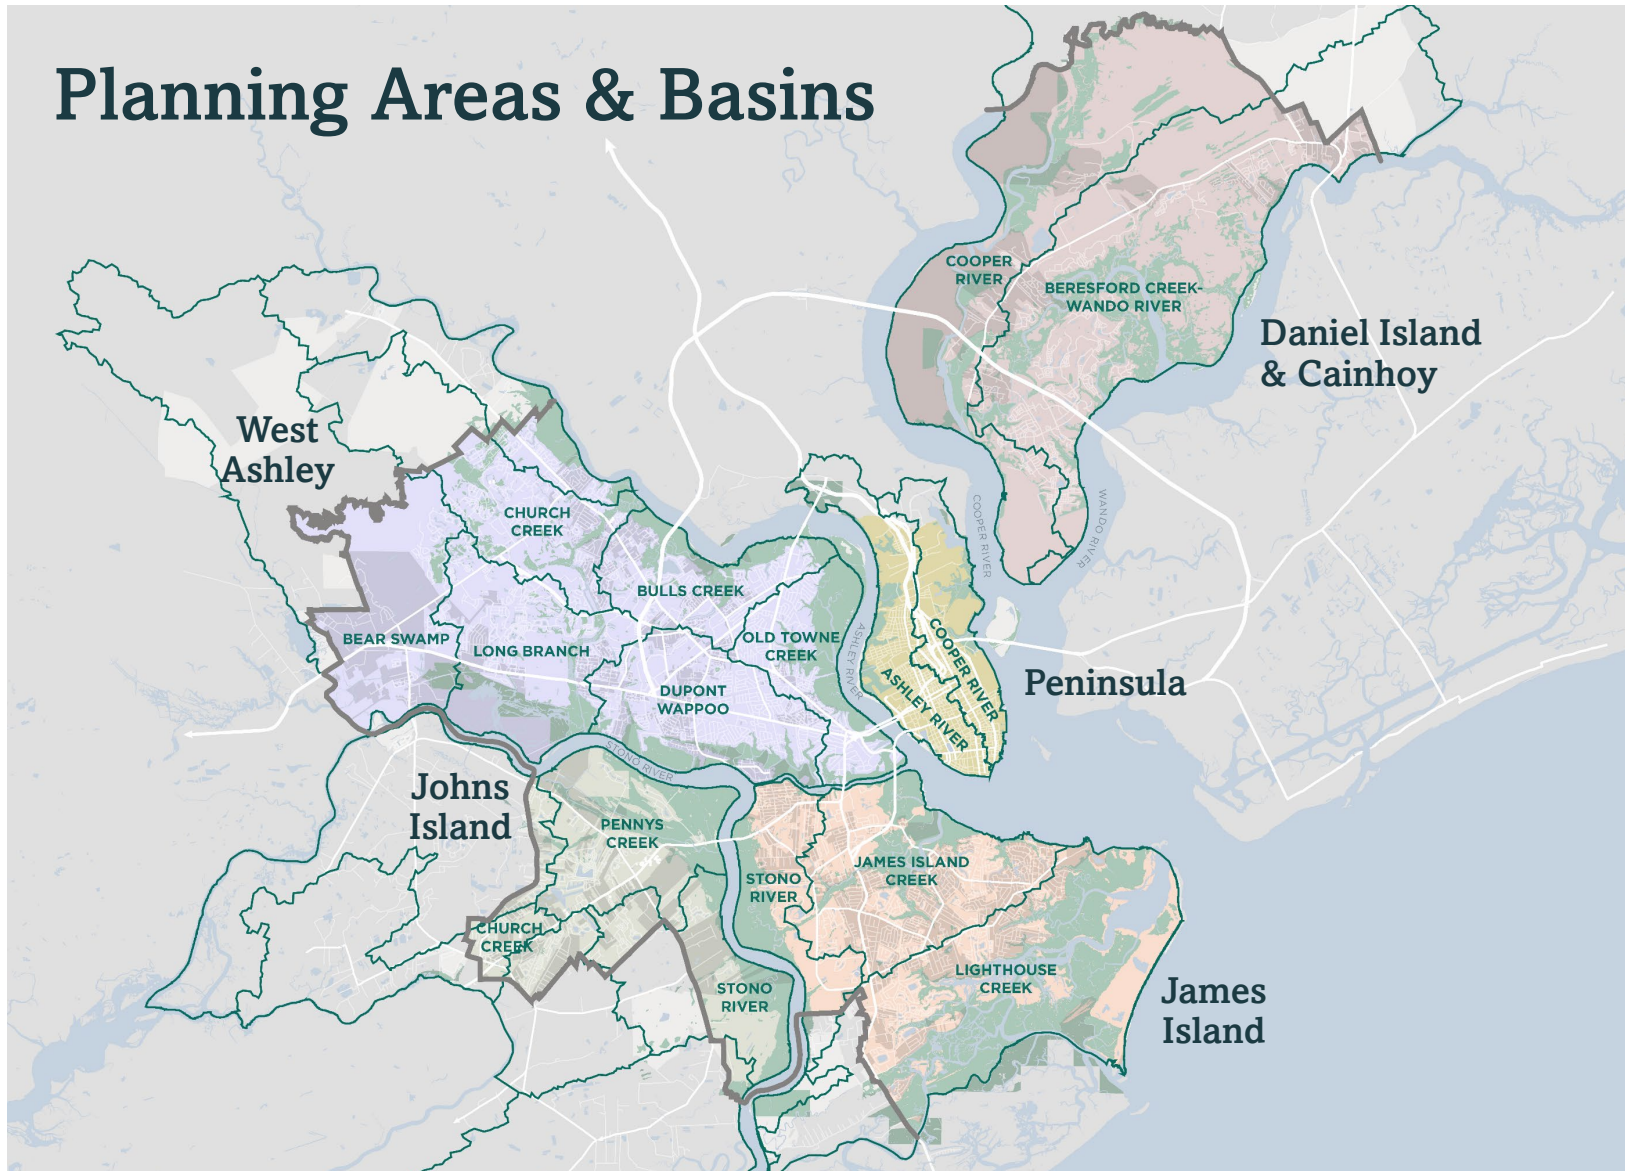 Planning Areas & Basins
COOPER
RIVER
BERESFORD CREEK-
WANDO RIVER
Daniel Island
& Cainhoy
West
Ashley
CHURCH
CREEK
COOPER RIVER
WANDO RIVER
BULLS CREEK
BEAR SWAMP
LONG BRANCH
OLD TOWNE
CREEK
ASHLEY RIVER
COOPER RIVER
ASHLEY RIVER
Peninsula
DUPONT
WAPPOO
STONO RIVER
Johns
Island
PENNYS
CREEK
STONO
RIVER
JAMES ISLAND
CREEK
CHURCH
CREEK
STONO
RIVER
LIGHTHOUSE
CREEK
James
Island